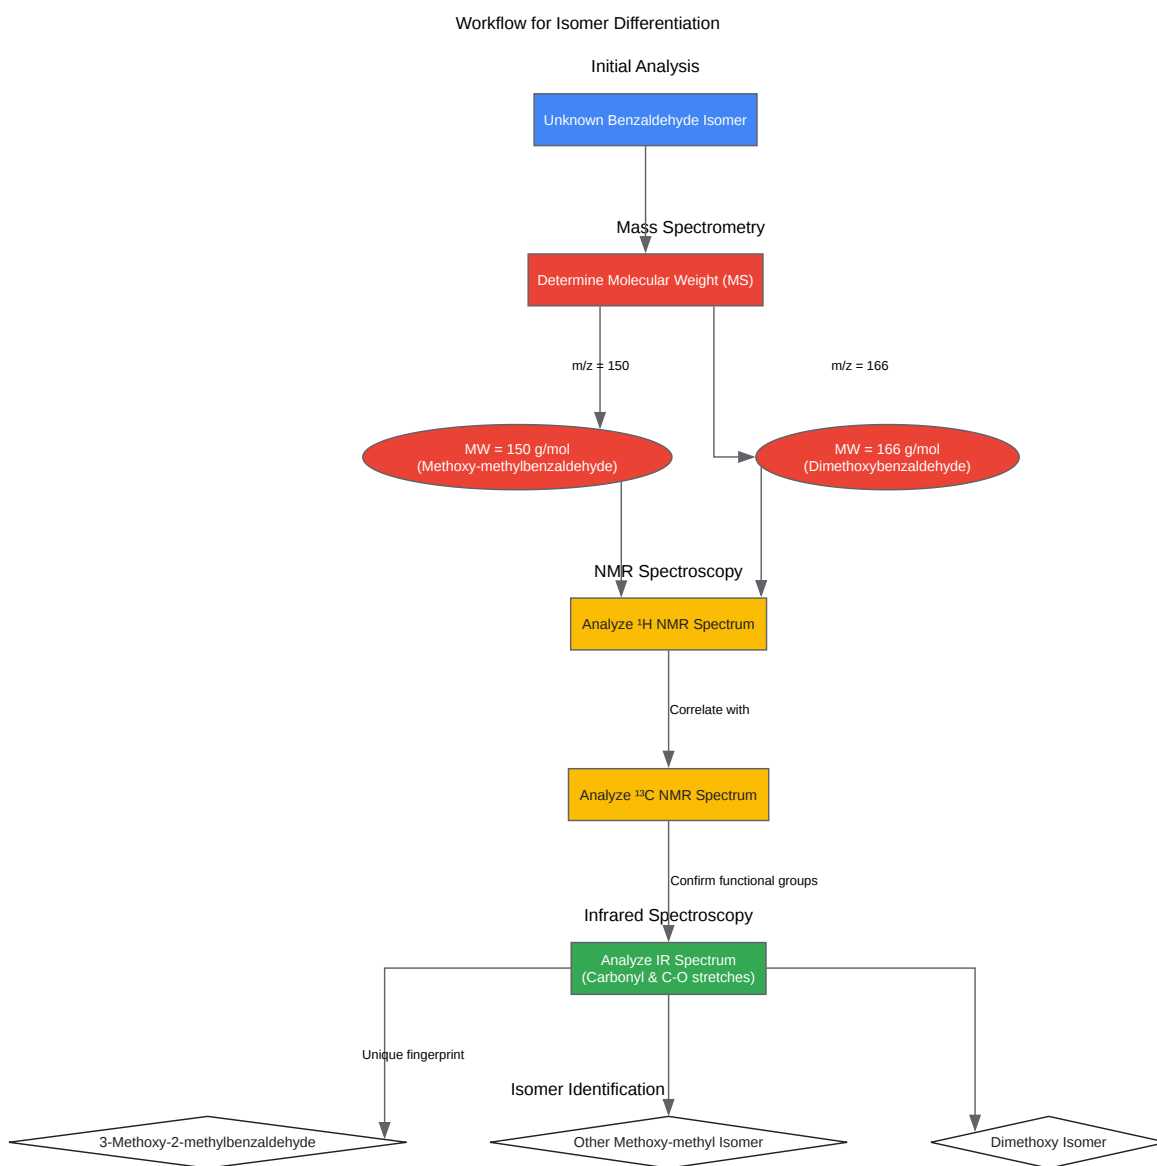 Workflow for Isomer Differentiation
Initial Analysis
Unknown Benzaldehyde Isomer
Mass Spectrometry
Determine Molecular Weight (MS)
m/z = 150
m/z = 166
MW = 150 g/mol
(Methoxy-methylbenzaldehyde)
MW = 166 g/mol
(Dimethoxybenzaldehyde)
NMR Spectroscopy
Analyze ¹H NMR Spectrum
Correlate with
Analyze ¹³C NMR Spectrum
Confirm functional groups
Infrared Spectroscopy
Analyze IR Spectrum
(Carbonyl & C-O stretches)
Unique fingerprint
Isomer Identification
3-Methoxy-2-methylbenzaldehyde
Other Methoxy-methyl Isomer
Dimethoxy Isomer